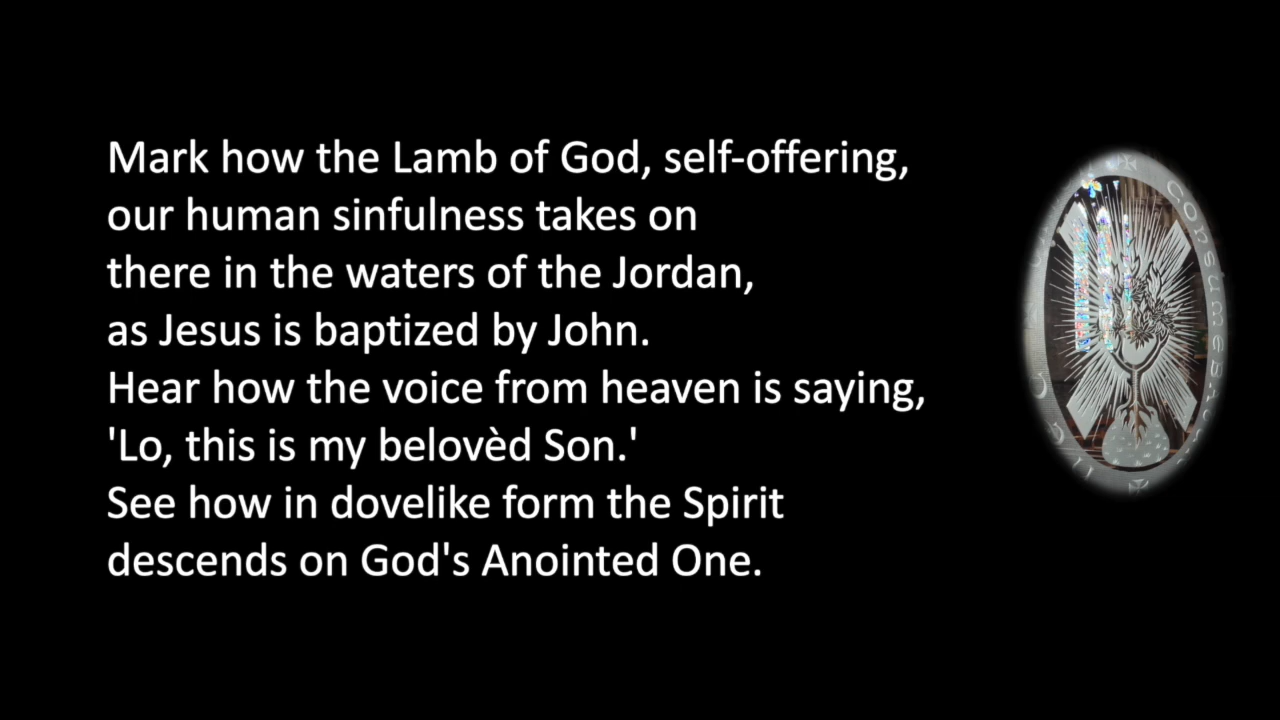 Mark how the Lamb of God, self-offering,
our human sinfulness takes on
there in the waters of the Jordan,
as Jesus is baptized by John.
Hear how the voice from heaven is saying,
'Lo, this is my belovèd Son.'
See how in dovelike form the Spirit
descends on God's Anointed One.